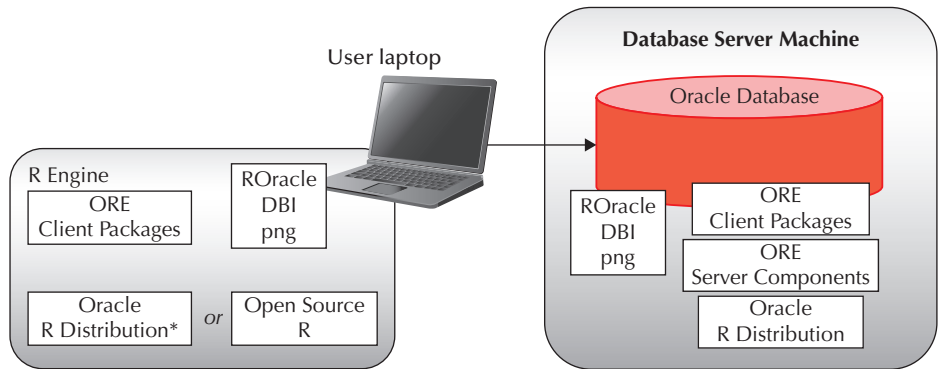 User laptop
R Engine
ORE
Client Packages
ROracle
DBI
png
Oracle
R Distribution*
or
Open Source
R
Database Server Machine
Oracle Database
ROracle
DBI
png
ORE
Client Packages
ORE
Server Components
Oracle
R Distribution